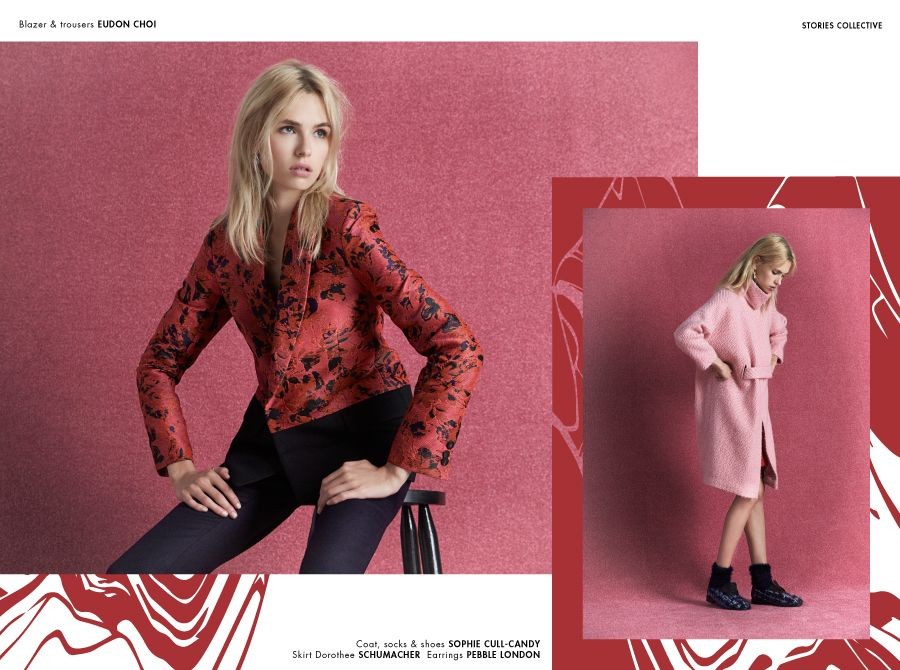 Blazer & trousers EUDON CHOI
STORIES COLLECTIVE
Coat, socks & shoes SOPHIE CULL-CANDY
Skirt Dorothee SCHUMACHER Earrings PEBBLE LONDON